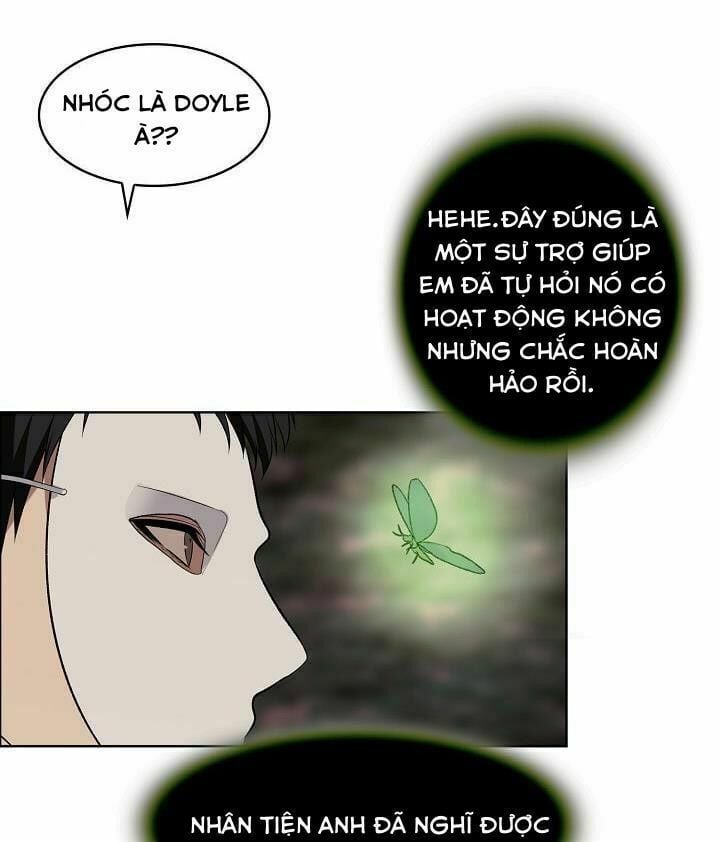 NHÓC LÀ DOYLE
À??
HEHE.ĐÂY ĐÚNG LÀ
MỘT SỰ TRỢ GIÚP
EM ĐÃ TỰ HỎI NÓ CÓ
HOẠT ĐỘNG KHÔNG
NHƯNG CHẮC HOÀN
HẢO RỒI.
NHÂN TIỆN ANH ĐÃ NGHĨ ĐƯỢC